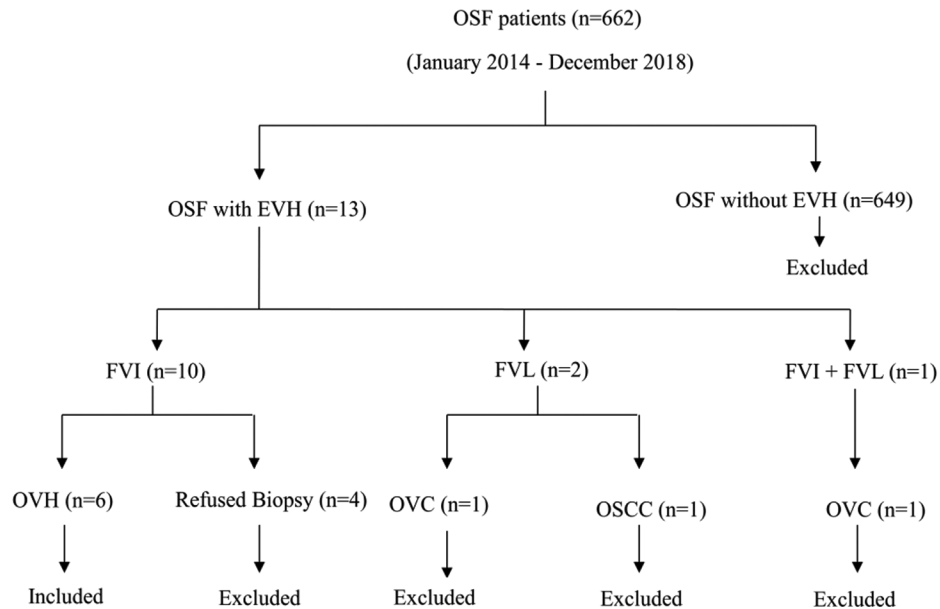 OSF patients (n=662)
(January 2014 - December 2018)
OSF with EVH (n=13)
OSF without EVH (n=649)
Excluded
FVI (n=10)
FVL (n=2)
FVI + FVL (n=1)
OVH (n=6)
Refused Biopsy (n=4)
OVC (n=1)
OSCC (n=1)
OVC (n=1)
Included
Excluded
Excluded
Excluded
Excluded